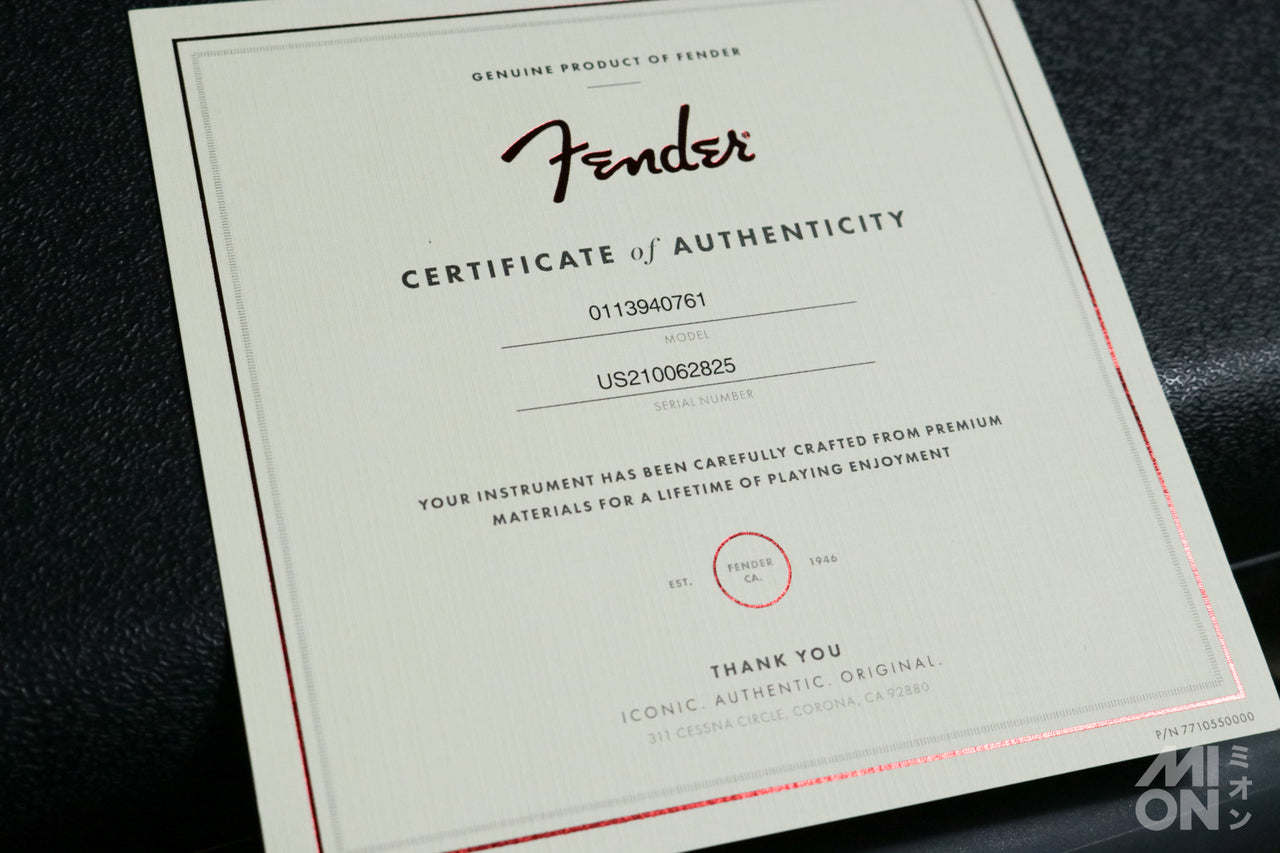 GENUINE PRODUCT OF FENDER
Fender®
CERTIFICATE of AUTHENTICITY
0113940761
MODEL
US210062825
SERIAL NUMBER
YOUR INSTRUMENT HAS BEEN CAREFULLY CRAFTED FROM PREMIUM
MATERIALS FOR A LIFETIME OF PLAYING ENJOYMENT
EST. FENDER CA. 1946
THANK YOU
ICONIC. AUTHENTIC. ORIGINAL.
311 CESSNA CIRCLE, CORONA, CA 92880
P/N 7710550000
MION
ミオン